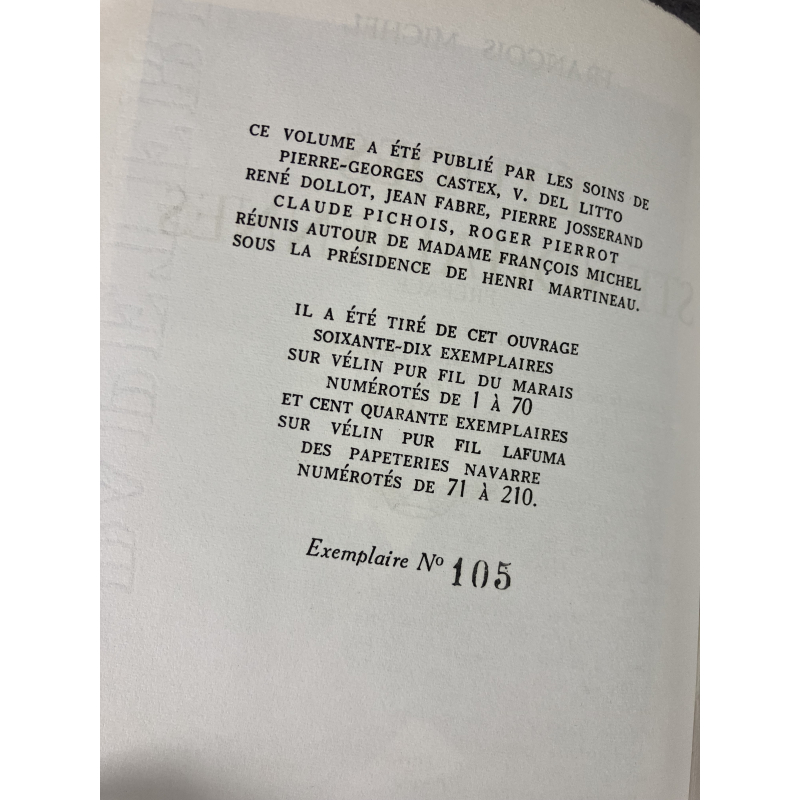 CE VOLUME A ÉTÉ PUBLIÉ PAR LES SOINS DE
PIERRE-GEORGES CASTEX, V. DEL LITTO
RENÉ DOLLOT, JEAN FABRE, PIERRE JOSSERAND
CLAUDE PICHOIS, ROGER PIERROT
RÉUNIS AUTOUR DE MADAME FRANÇOIS MICHEL
SOUS LA PRÉSIDENCE DE HENRI MARTINEAU.
IL A ÉTÉ TIRÉ DE CET OUVRAGE
SOIXANTE-DIX EXEMPLAIRES
SUR VÉLIN PUR FIL DU MARAIS
NUMÉROTÉS DE 1 À 70
ET CENT QUARANTE EXEMPLAIRES
SUR VÉLIN PUR FIL LAFUMA
DES PAPETERIES NAVARRE
NUMÉROTÉS DE 71 À 210.
Exemplaire Nº 105